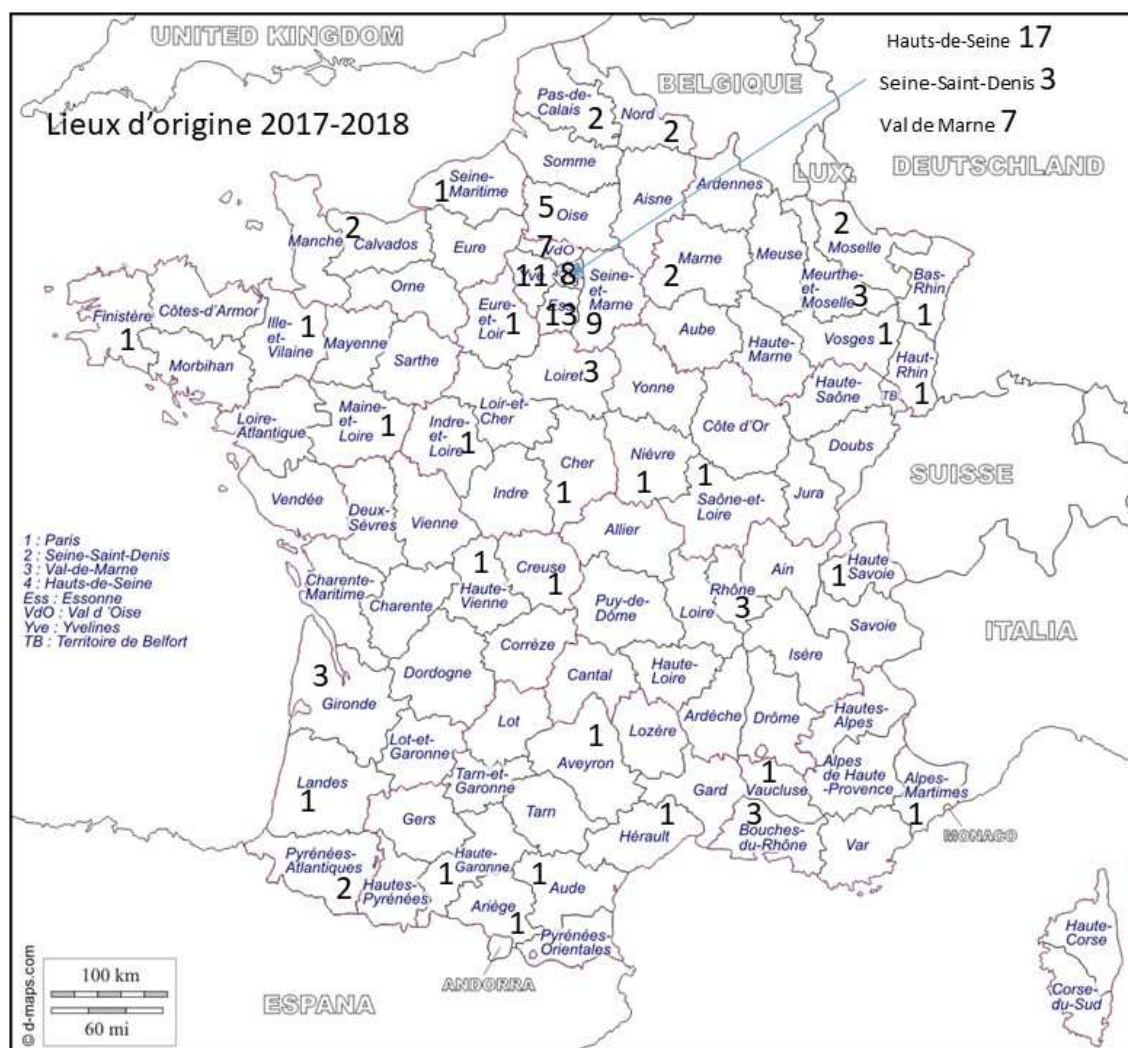 UNITED KINGDOM
Hauts-de-Seine 17
BELGIQUE
Seine-Saint-Denis 3
Lieux d'origine 2017-2018
Val de Marne 7
Pas-de-
Calais 2
Nord 2
LUX.
DEUTSCHLAND
Somme
Seine-
Maritime
1
Aisne
Ardennes
5
Oise
2
Moselle
2
Manche
Calvados
Eure
7
VdO
Marne
2
Meuse
Meurthe-
et-
Moselle 3
Bas-
Rhin
1
11
Yve
8
Seine-
et-
Marne
9
Orne
Ess
13
Eure-
et-
Loir 1
Finistère
1
Côtes-d'Armor
Ille-
et-
Vilaine
1
Mayenne
Aube
Haute-
Marne
Vosges 1
Haut-
Rhin
1
Morbihan
Sarthe
Loiret 3
Yonne
Haute-
Saône
TB
Loire-
Atlantique
Maine-
et-
Loire 1
Indre-
et-
Loire 1
Loir-et-
Cher
Côte d'Or
Doubs
Cher
1
Nièvre
1
1
Saône-et-
Loire
Jura
SUISSE
Vendée
Deux-
Sèvres
Vienne
Indre
Allier
1 : Paris
2 : Seine-Saint-Denis
3 : Val-de-Marne
4 : Hauts-de-Seine
Ess : Essonne
VdO : Val d 'Oise
Yve : Yvelines
TB : Territoire de Belfort
Charente-
Maritime
Charente
1
Haute-
Vienne
Creuse
1
Puy-de-
Dôme
Loire
Rhône
3
Ain
1
Haute
Savoie
Savoie
ITALIA
Corrèze
Isère
3
Gironde
Dordogne
Cantal
Haute-
Loire
Lot
Lozère
Ardèche
Drôme
Hautes-
Alpes
Lot-et-
Garonne
1
Aveyron
Landes
1
Tarn-et-
Garonne
Gard
1
Vaucluse
Alpes
de Haute
-Provence
Alpes-
Martimes
1
MONACO
Gers
Tarn
1
Hérault
3
Bouches-
du-Rhône
Var
Pyrénées-
Atlantiques
2
Hautes-
Pyrénées
Haute-
Garonne
1
1
Aude
Ariège
1
Pyrénées-
Orientales
Haute-
Corse
Corse-
du-Sud
ANDORRA
ESPANA
100 km
60 mi
© d-maps.com